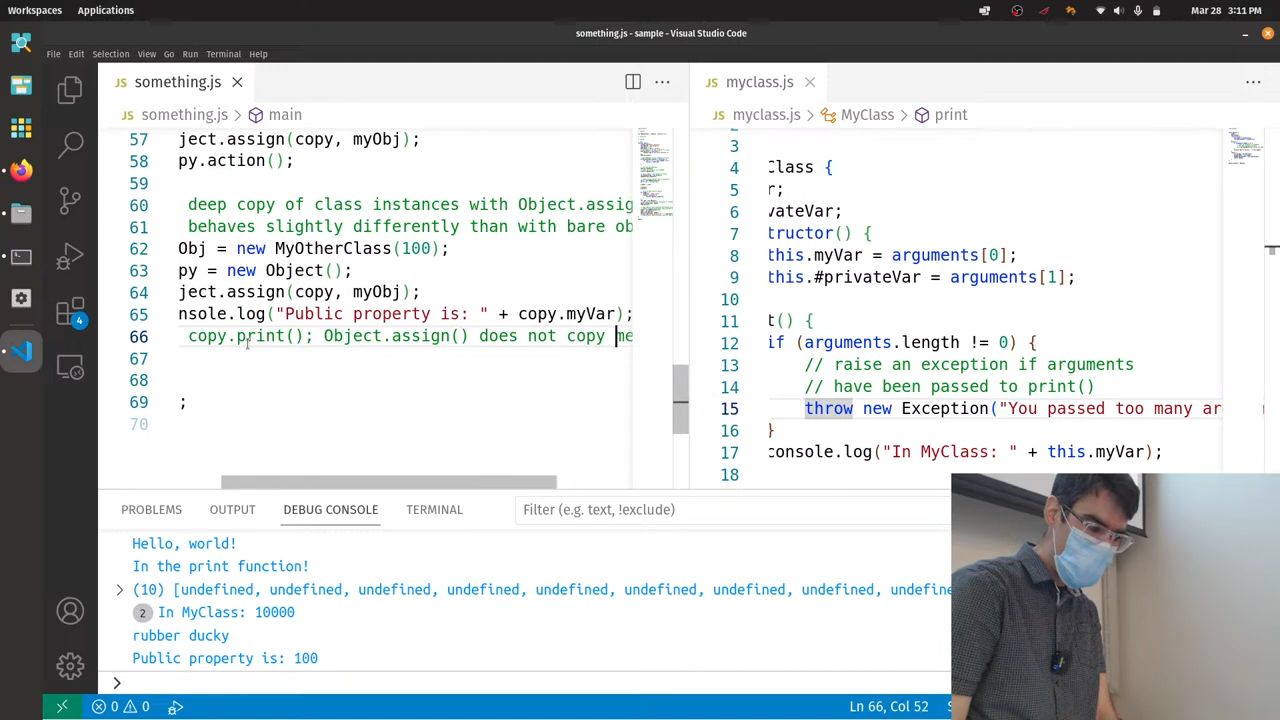 Workspaces Applications Mar 28 3:11 PM
something.js - sample - Visual Studio Code
File Edit Selection View Go Run Terminal Help
JS something.js
JS something.js > main
57 ject.assign(copy, myObj);
58 py.action();
59
60 deep copy of class instances with Object.assig
61 behaves slightly differently than with bare ob
62 Obj = new MyOtherClass(100);
63 py = new Object();
64 ject.assign(copy, myObj);
65 nsole.log("Public property is: " + copy.myVar);
66 copy.print(); Object.assign() does not copy me
67
68
69 ;
70
JS myclass.js
JS myclass.js > MyClass > print
2
3
4 Class {
5 r;
6 vateVar;
7 tructor() {
8 this.myVar = arguments[0];
9 this.#privateVar = arguments[1];
10
11 t() {
12 if (arguments.length != 0) {
13 // raise an exception if arguments
14 // have been passed to print()
15 throw new Exception("You passed too many ar
16 }
17 console.log("In MyClass: " + this.myVar);
18
4
PROBLEMS OUTPUT DEBUG CONSOLE TERMINAL Filter (e.g. text, !exclude)
Hello, world!
In the print function!
> (10) [undefined, undefined, undefined, undefined, undefined, undefined, undefined, undefined, undefine
2 In MyClass: 10000
rubber ducky
Public property is: 100
>
0 0 Ln 66, Col 52